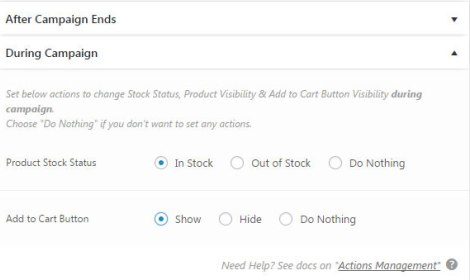 After Campaign Ends
During Campaign
Set below actions to change Stock Status, Product Visibility & Add to Cart Button Visibility during
campaign.
Choose "Do Nothing" if you don't want to set any actions.
Product Stock Status In Stock Out of Stock Do Nothing
Add to Cart Button Show Hide Do Nothing
Need Help? See docs on "Actions Management" ?